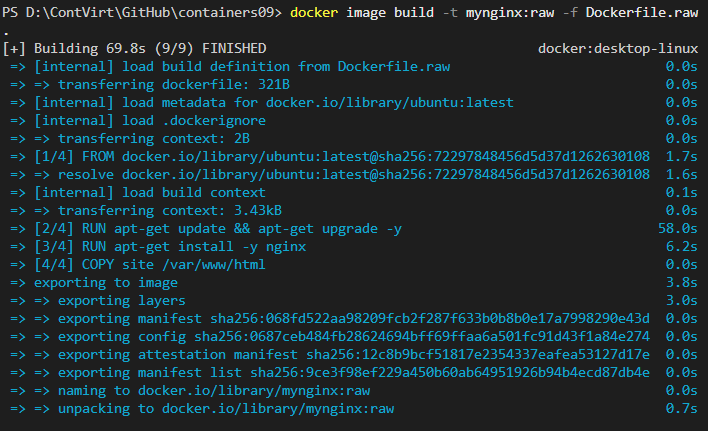 PS D:\ContVirt\GitHub\containers09> docker image build -t mynginx:raw -f Dockerfile.raw
.
[+] Building 69.8s (9/9) FINISHED docker:desktop-linux
=> [internal] load build definition from Dockerfile.raw 0.0s
=> => transferring dockerfile: 321B 0.0s
=> [internal] load metadata for docker.io/library/ubuntu:latest 0.0s
=> [internal] load .dockerignore 0.0s
=> => transferring context: 2B 0.0s
=> [1/4] FROM docker.io/library/ubuntu:latest@sha256:72297848456d5d37d1262630108 1.7s
=> => resolve docker.io/library/ubuntu:latest@sha256:72297848456d5d37d1262630108 1.6s
=> [internal] load build context 0.1s
=> => transferring context: 3.43kB 0.0s
=> [2/4] RUN apt-get update && apt-get upgrade -y 58.0s
=> [3/4] RUN apt-get install -y nginx 6.2s
=> [4/4] COPY site /var/www/html 0.0s
=> exporting to image 3.8s
=> => exporting layers 3.0s
=> => exporting manifest sha256:068fd522aa98209fcb2f287f633b0b8b0e17a7998290e43d 0.0s
=> => exporting config sha256:0687ceb484fb28624694bff69ffaa6a501fc91d43f1a84e274 0.0s
=> => exporting attestation manifest sha256:12c8b9bcf51817e2354337eafea53127d17e 0.0s
=> => exporting manifest list sha256:9ce3f98ef229a450b60ab64951926b94b4ecd87db4e 0.0s
=> => naming to docker.io/library/mynginx:raw 0.0s
=> => unpacking to docker.io/library/mynginx:raw 0.7s